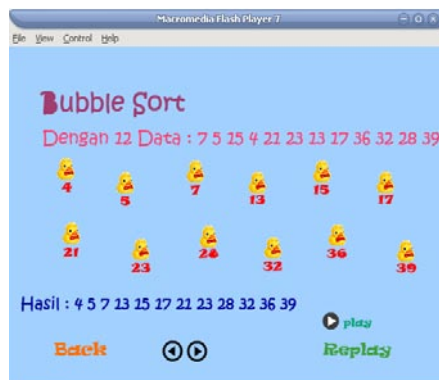 Macromedia Flash Player 7
File View Control Help
Bubble Sort
Dengan 12 Data : 7 5 15 4 21 23 13 17 36 32 28 39
4 5 7 13 15 17
21 23 28 32 36 39
Hasil : 4 5 7 13 15 17 21 23 28 32 36 39
play
Back Replay